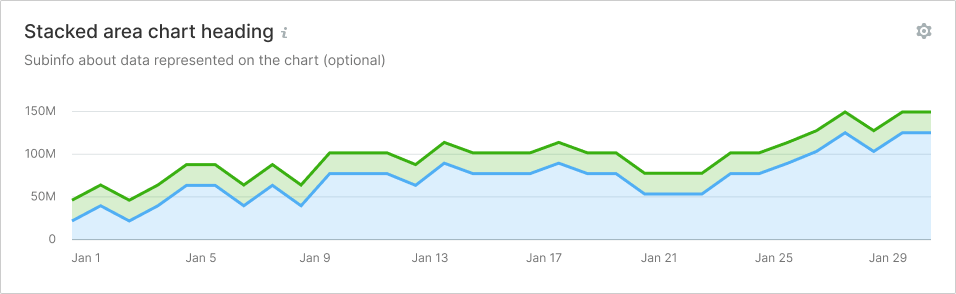 Stacked area chart heading i
Subinfo about data represented on the chart (optional)
150M
100M
50M
0
Jan 1 Jan 5 Jan 9 Jan 13 Jan 17 Jan 21 Jan 25 Jan 29